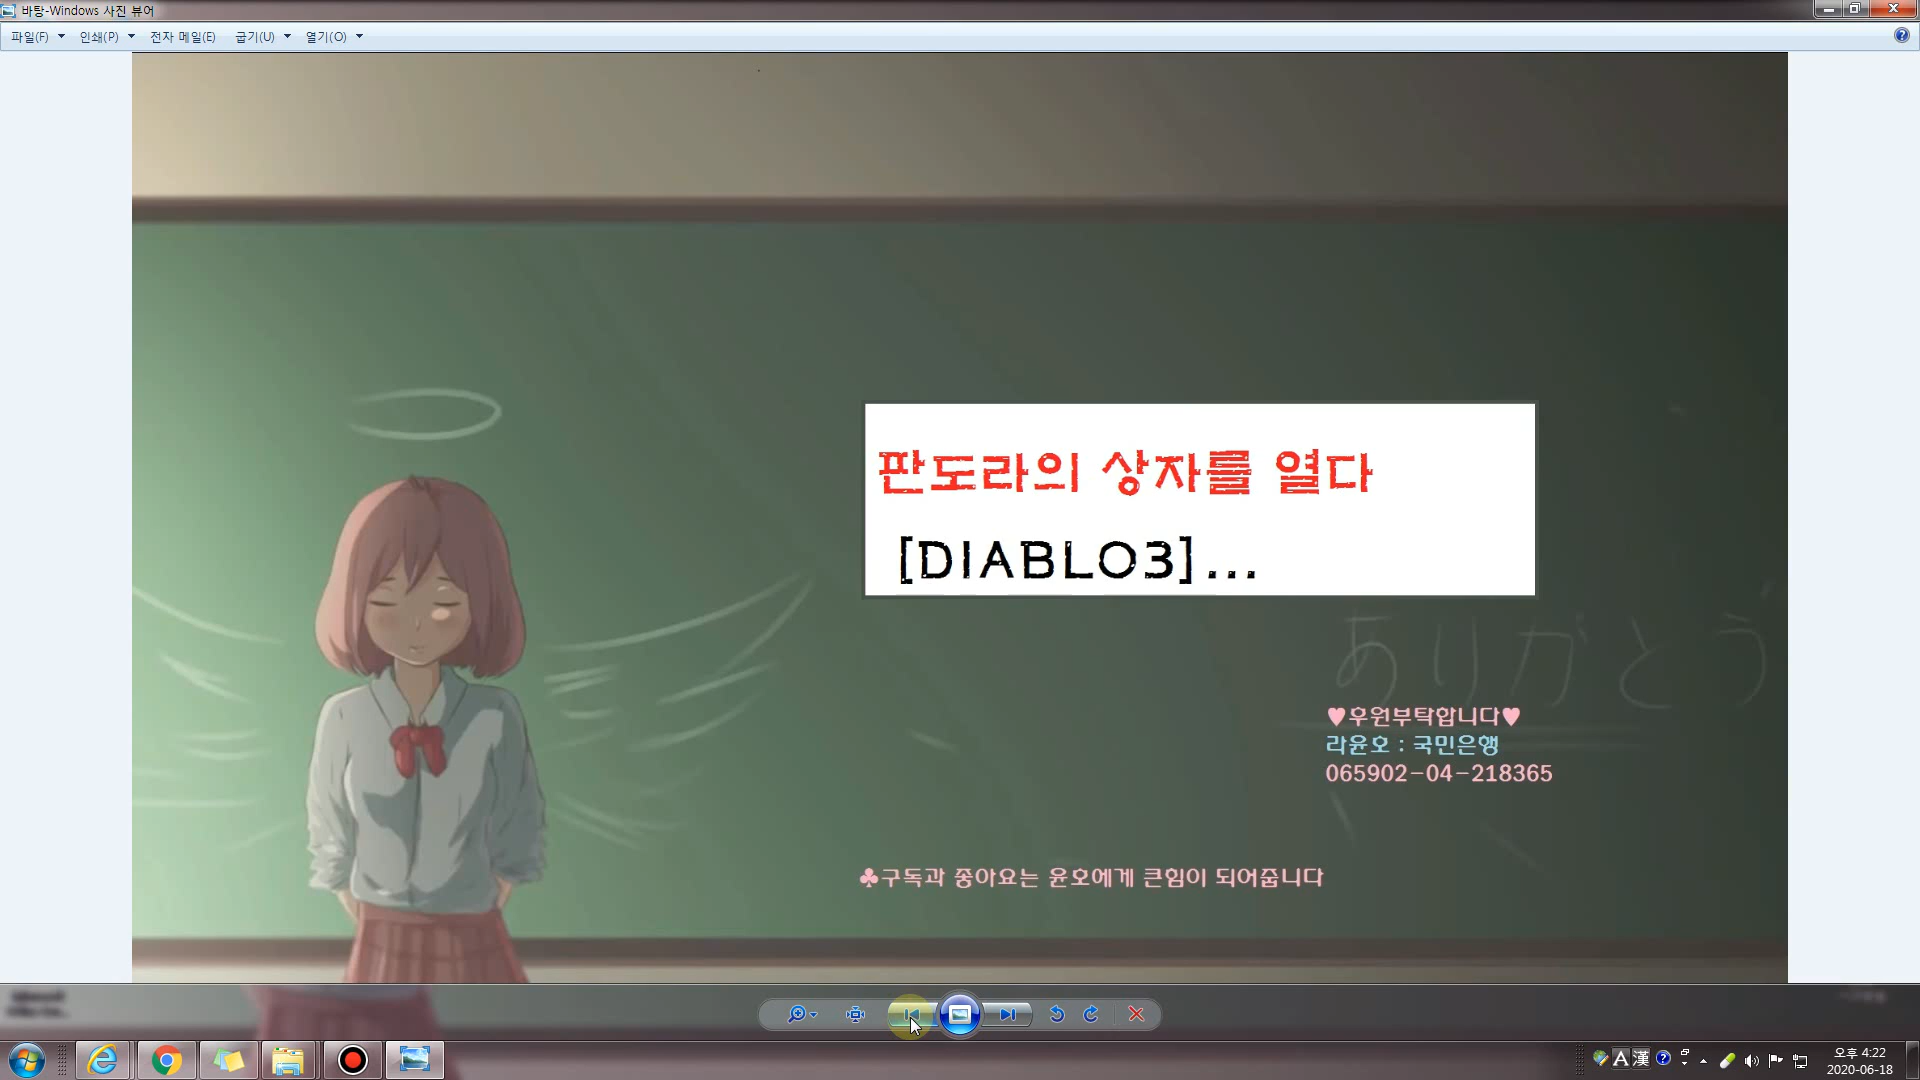 바탕-Windows 사진 뷰어
파일(F) 인쇄(P) 전자 메일(E) 굽기(U) 열기(O)
판도라의 상자를 열다
[DIABLO3]...
ありがとう
♥후원부탁합니다♥
라윤호 : 국민은행
065902-04-218365
♣구독과 좋아요는 윤호에게 큰힘이 되어줍니다
A 漢
오후 4:22
2020-06-18